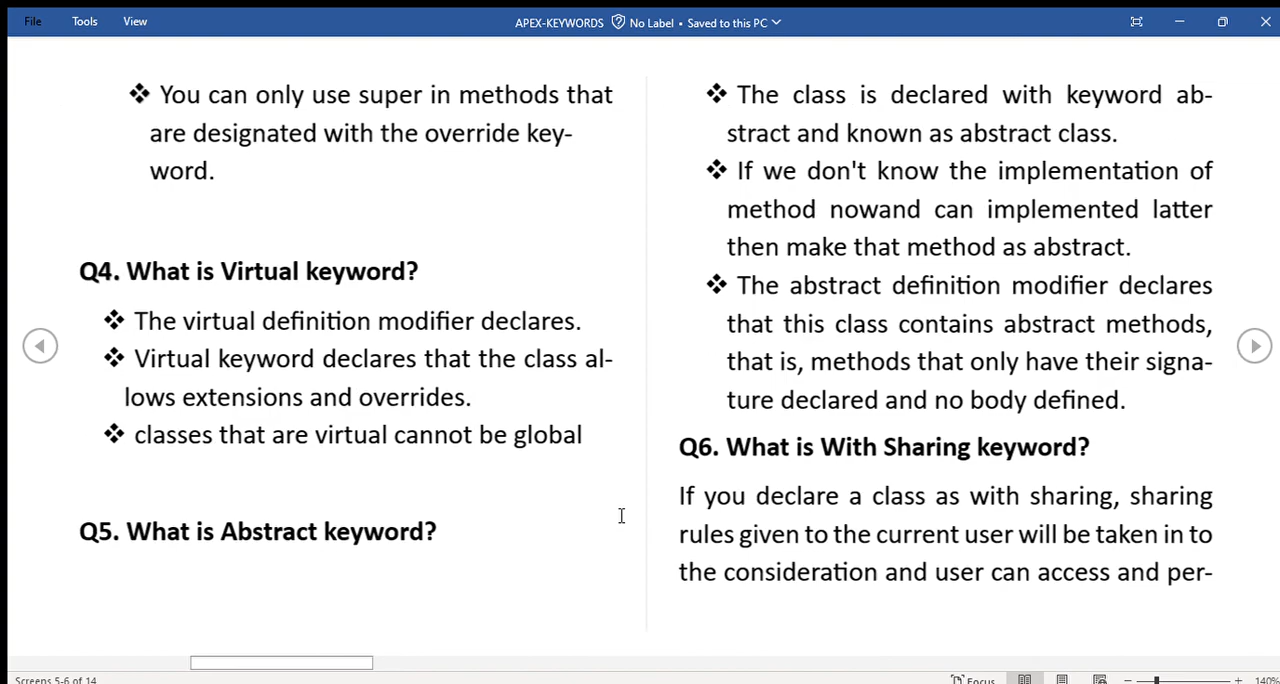 File Tools View APEX-KEYWORDS No Label • Saved to this PC
❖ You can only use super in methods that
are designated with the override key-
word.
Q4. What is Virtual keyword?
❖ The virtual definition modifier declares.
❖ Virtual keyword declares that the class al-
lows extensions and overrides.
❖ classes that are virtual cannot be global
Q5. What is Abstract keyword?
❖ The class is declared with keyword ab-
stract and known as abstract class.
❖ If we don't know the implementation of
method nowand can implemented latter
then make that method as abstract.
❖ The abstract definition modifier declares
that this class contains abstract methods,
that is, methods that only have their signa-
ture declared and no body defined.
Q6. What is With Sharing keyword?
If you declare a class as with sharing, sharing
rules given to the current user will be taken in to
the consideration and user can access and per-
Screens 5-6 of 14 Focus 140%